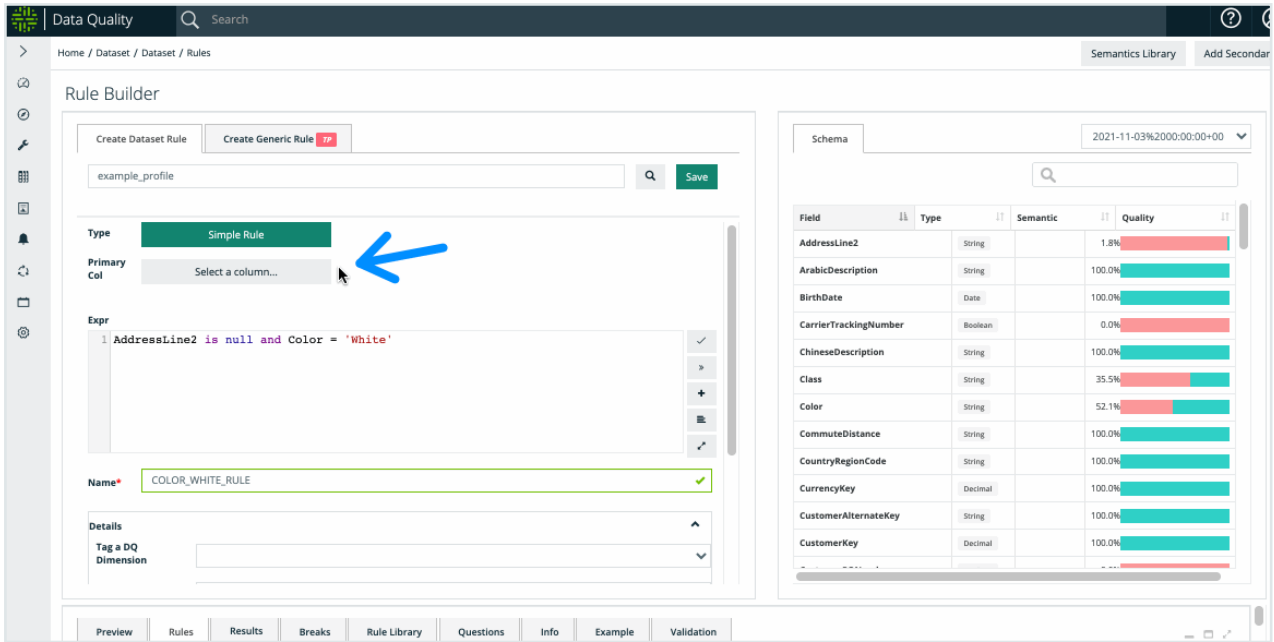 Data Quality Search
Home / Dataset / Dataset / Rules
Semantics Library
Add Secondar
Rule Builder
Create Dataset Rule
Create Generic Rule TP
example_profile
Save
Type
Simple Rule
Primary
Col
Select a column...
Expr
1 AddressLine2 is null and Color = 'White'
Name*
COLOR_WHITE_RULE
Details
Tag a DQ
Dimension
Schema
2021-11-03%2000:00:00+00
Field Type Semantic Quality
AddressLine2 String 1.8%
ArabicDescription String 100.0%
BirthDate Date 100.0%
CarrierTrackingNumber Boolean 0.0%
ChineseDescription String 100.0%
Class String 35.5%
Color String 52.1%
CommuteDistance String 100.0%
CountryRegionCode String 100.0%
CurrencyKey Decimal 100.0%
CustomerAlternateKey String 100.0%
CustomerKey Decimal 100.0%
Preview Rules Results Breaks Rule Library Questions Info Example Validation